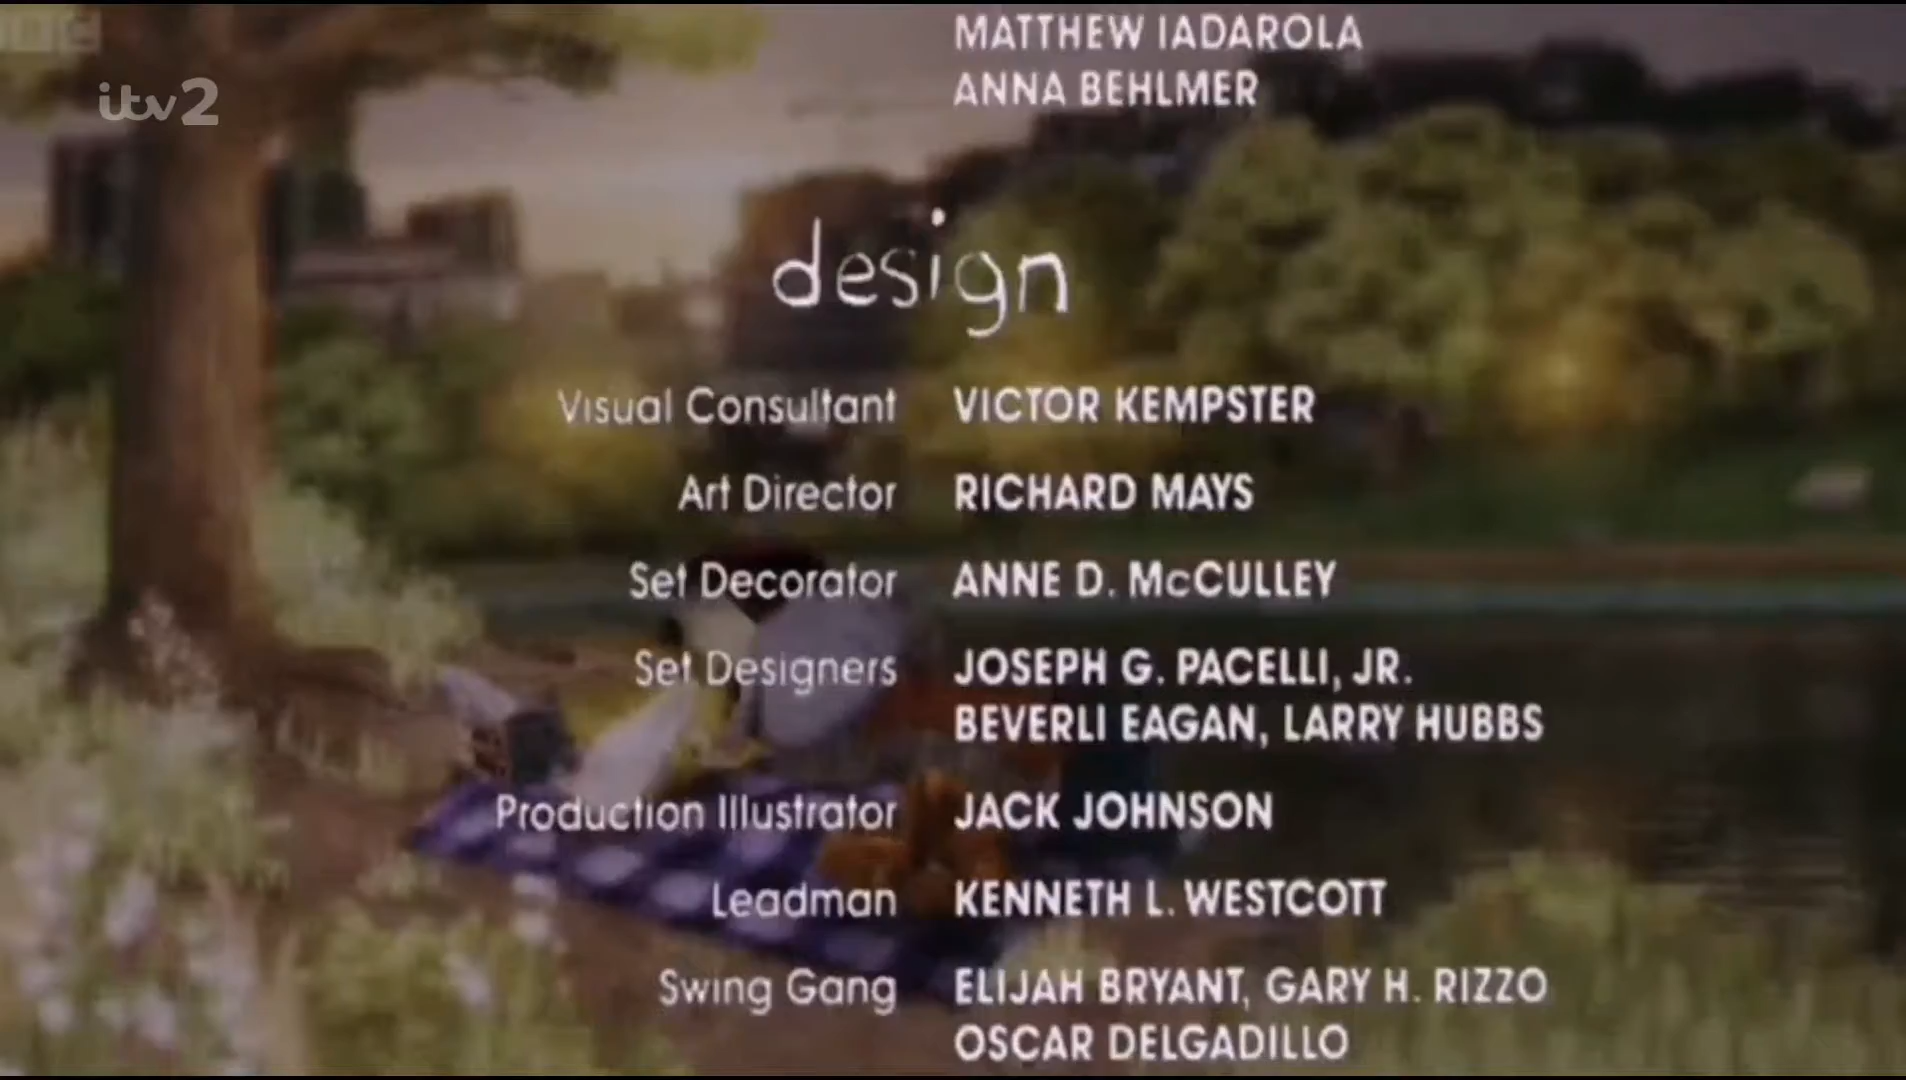 MATTHEW IADAROLA
ANNA BEHLMER
itv2
design
Visual Consultant VICTOR KEMPSTER
Art Director RICHARD MAYS
Set Decorator ANNE D. McCULLEY
Set Designers JOSEPH G. PACELLI, JR.
BEVERLI EAGAN, LARRY HUBBS
Production Illustrator JACK JOHNSON
Leadman KENNETH L. WESTCOTT
Swing Gang ELIJAH BRYANT, GARY H. RIZZO
OSCAR DELGADILLO